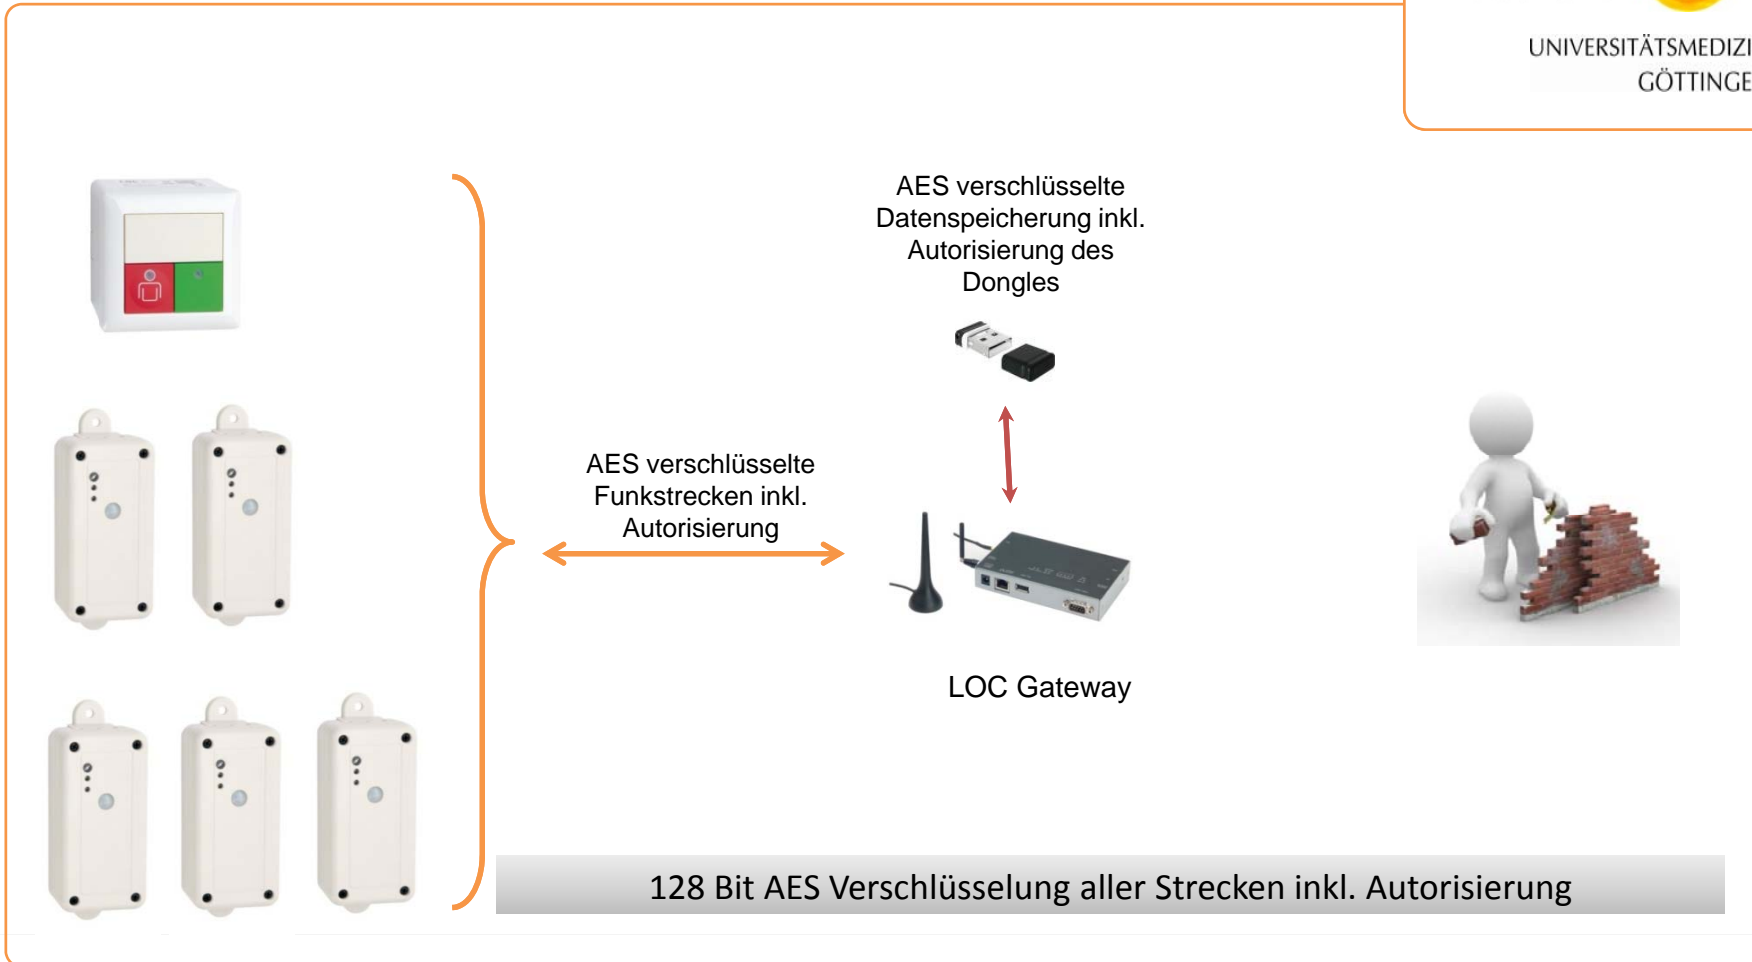 UNIVERSITÄTSMEDIZI
GÖTTINGE
AES verschlüsselte
Datenspeicherung inkl.
Autorisierung des
Dongles
AES verschlüsselte
Funkstrecken inkl.
Autorisierung
LOC Gateway
128 Bit AES Verschlüsselung aller Strecken inkl. Autorisierung